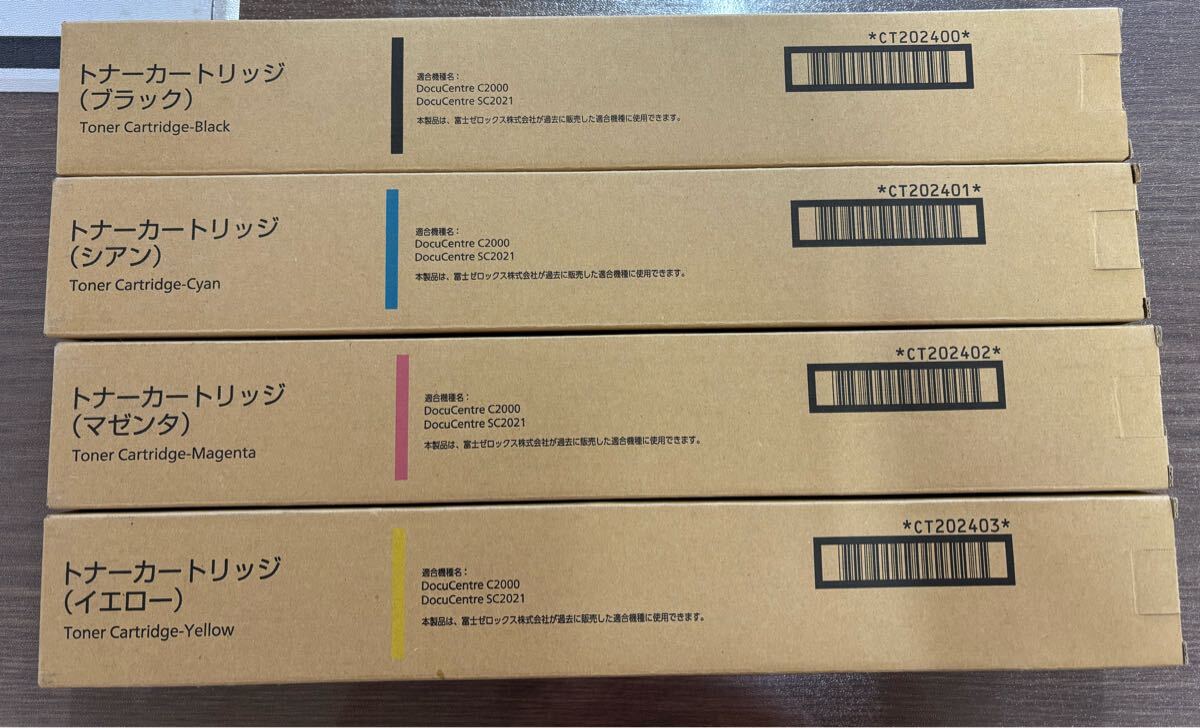 トナーカートリッジ
（ブラック）
Toner Cartridge-Black
適合機種名：
DocuCentre C2000
DocuCentre SC2021
本製品は、富士ゼロックス株式会社が過去に販売した適合機種に使用できます。
*CT202400*
トナーカートリッジ
（シアン）
Toner Cartridge-Cyan
適合機種名：
DocuCentre C2000
DocuCentre SC2021
本製品は、富士ゼロックス株式会社が過去に販売した適合機種に使用できます。
*CT202401*
トナーカートリッジ
（マゼンタ）
Toner Cartridge-Magenta
適合機種名：
DocuCentre C2000
DocuCentre SC2021
本製品は、富士ゼロックス株式会社が過去に販売した適合機種に使用できます。
*CT202402*
トナーカートリッジ
（イエロー）
Toner Cartridge-Yellow
適合機種名：
DocuCentre C2000
DocuCentre SC2021
本製品は、富士ゼロックス株式会社が過去に販売した適合機種に使用できます。
*CT202403*